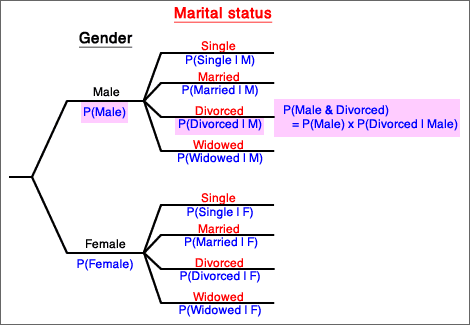 Marital status
Gender
Single
P(Single | M)
Married
P(Married | M)
Male
P(Male)
Divorced
P(Divorced | M)
P(Male & Divorced)
= P(Male) x P(Divorced | Male)
Widowed
P(Widowed | M)
Single
P(Single | F)
Married
P(Married | F)
Female
P(Female)
Divorced
P(Divorced | F)
Widowed
P(Widowed | F)